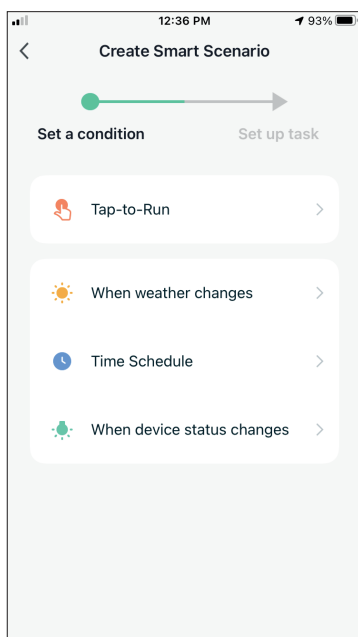 12:36 PM 93%
Create Smart Scenario
Set a condition Set up task
Tap-to-Run
When weather changes
Time Schedule
When device status changes